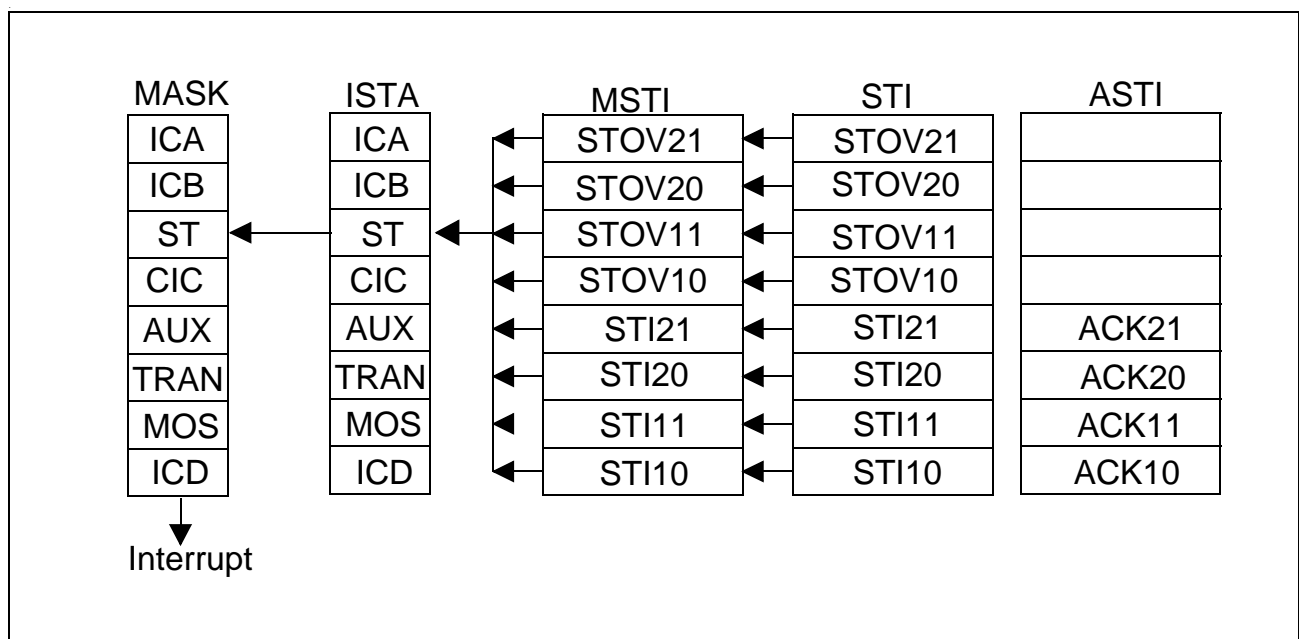 MASK ISTA MSTI STI ASTI
ICA ICA STOV21 STOV21
ICB ICB STOV20 STOV20
ST ST STOV11 STOV11
CIC CIC STOV10 STOV10
AUX AUX STI21 STI21 ACK21
TRAN TRAN STI20 STI20 ACK20
MOS MOS STI11 STI11 ACK11
ICD ICD STI10 STI10 ACK10
Interrupt